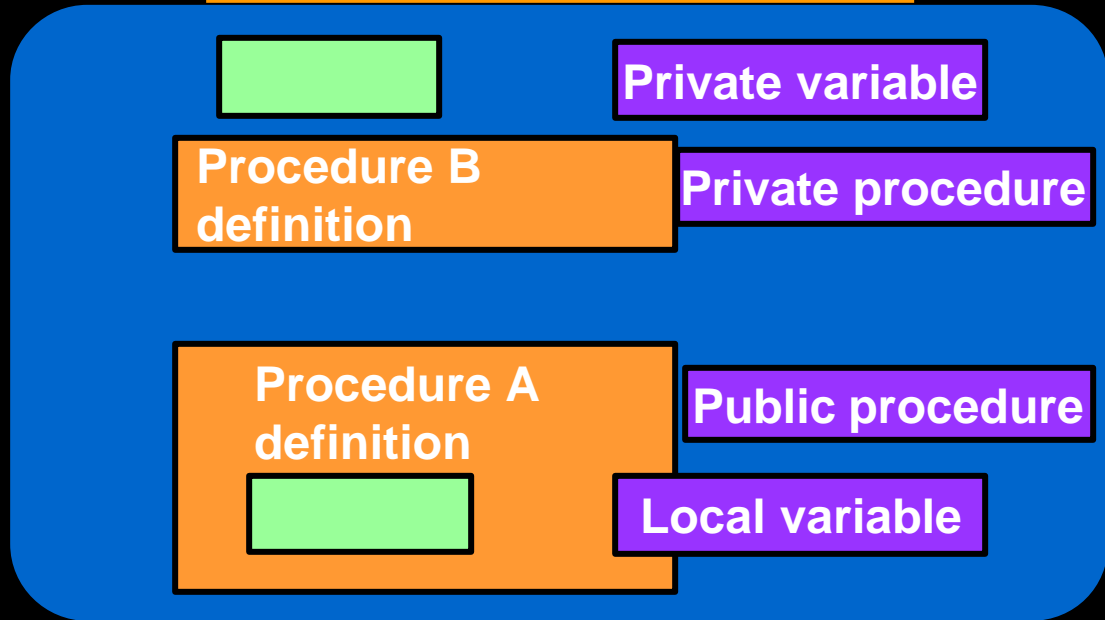 Private variable
Procedure B
definition
Private procedure
Procedure A
definition
Public procedure
Local variable